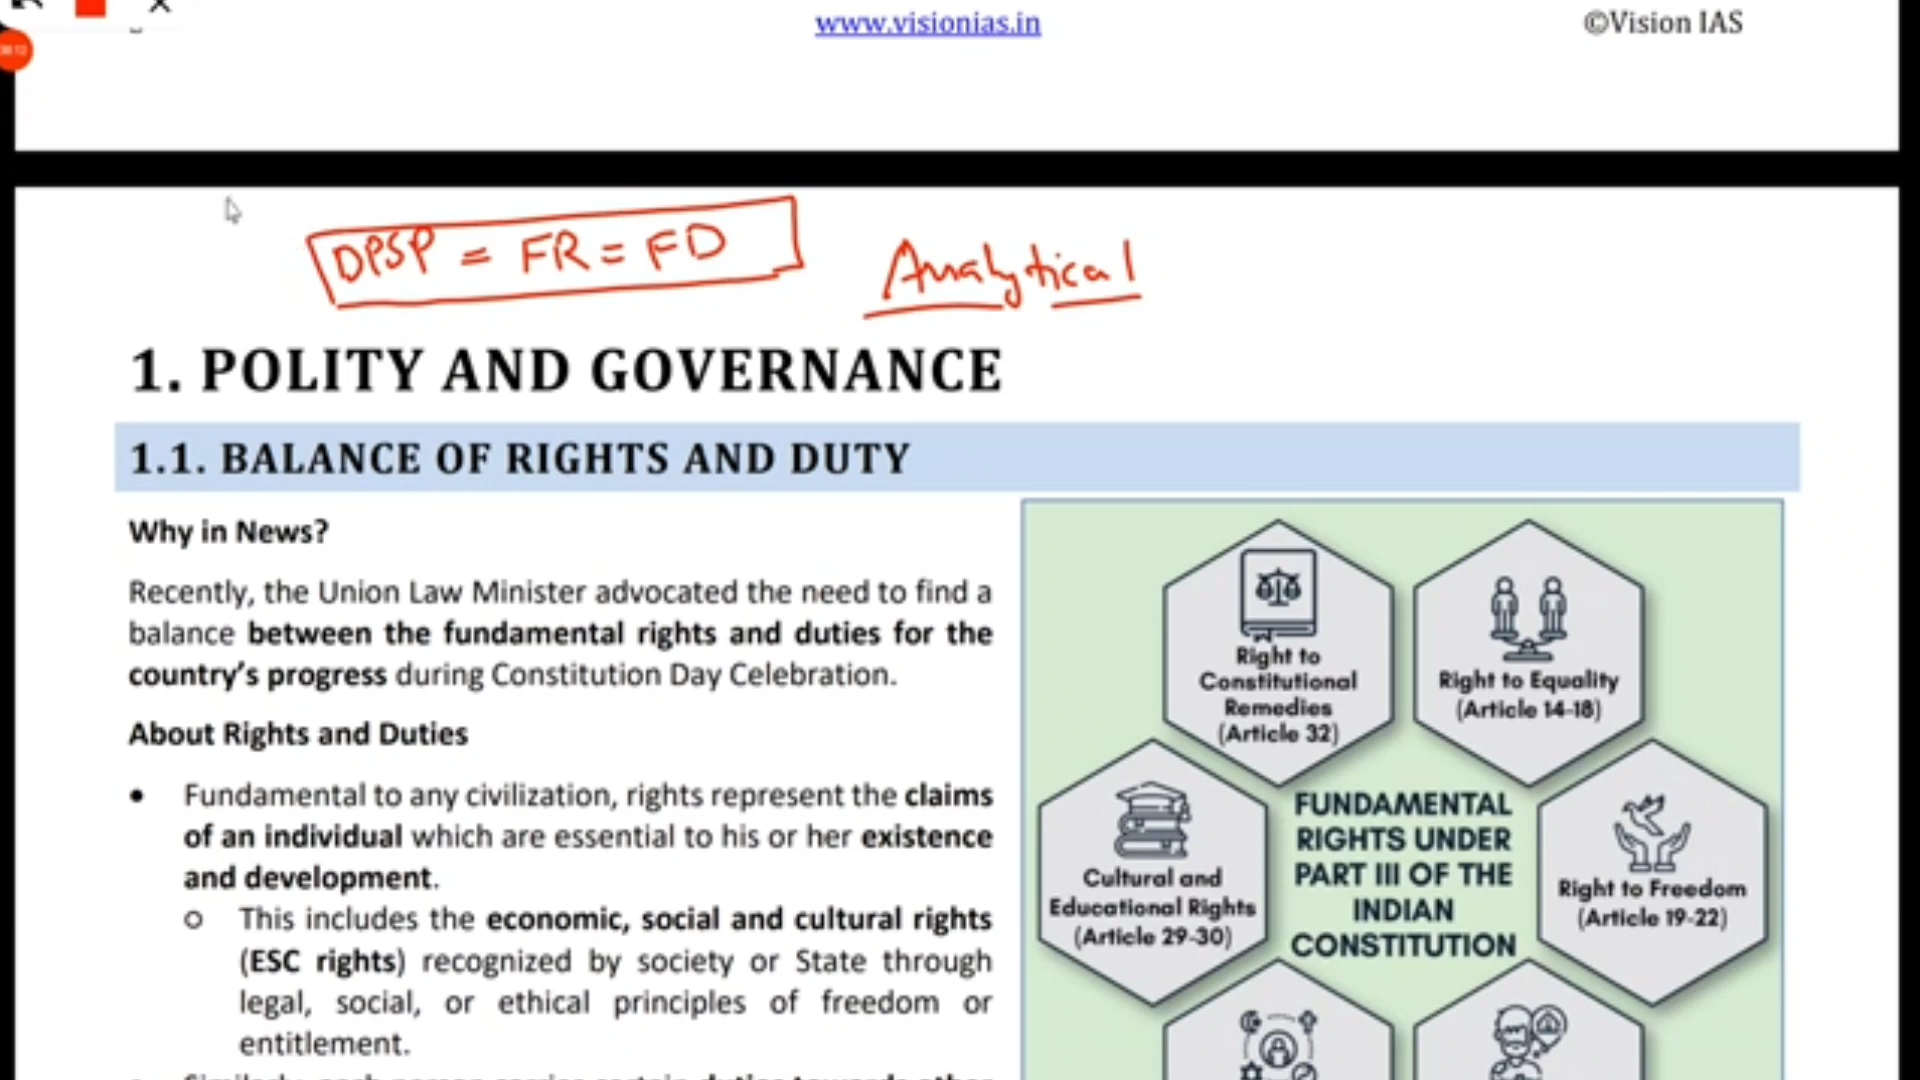 www.visionias.in
©Vision IAS
DPSP = FR = FD
Analytical
1. POLITY AND GOVERNANCE
1.1. BALANCE OF RIGHTS AND DUTY
Why in News?
Recently, the Union Law Minister advocated the need to find a
balance between the fundamental rights and duties for the
country's progress during Constitution Day Celebration.
About Rights and Duties
• Fundamental to any civilization, rights represent the claims
of an individual which are essential to his or her existence
and development.
o This includes the economic, social and cultural rights
(ESC rights) recognized by society or State through
legal, social, or ethical principles of freedom or
entitlement.
Right to
Constitutional
Remedies
(Article 32)
Right to Equality
(Article 14-18)
Cultural and
Educational Rights
(Article 29-30)
FUNDAMENTAL
RIGHTS UNDER
PART III OF THE
INDIAN
CONSTITUTION
Right to Freedom
(Article 19-22)